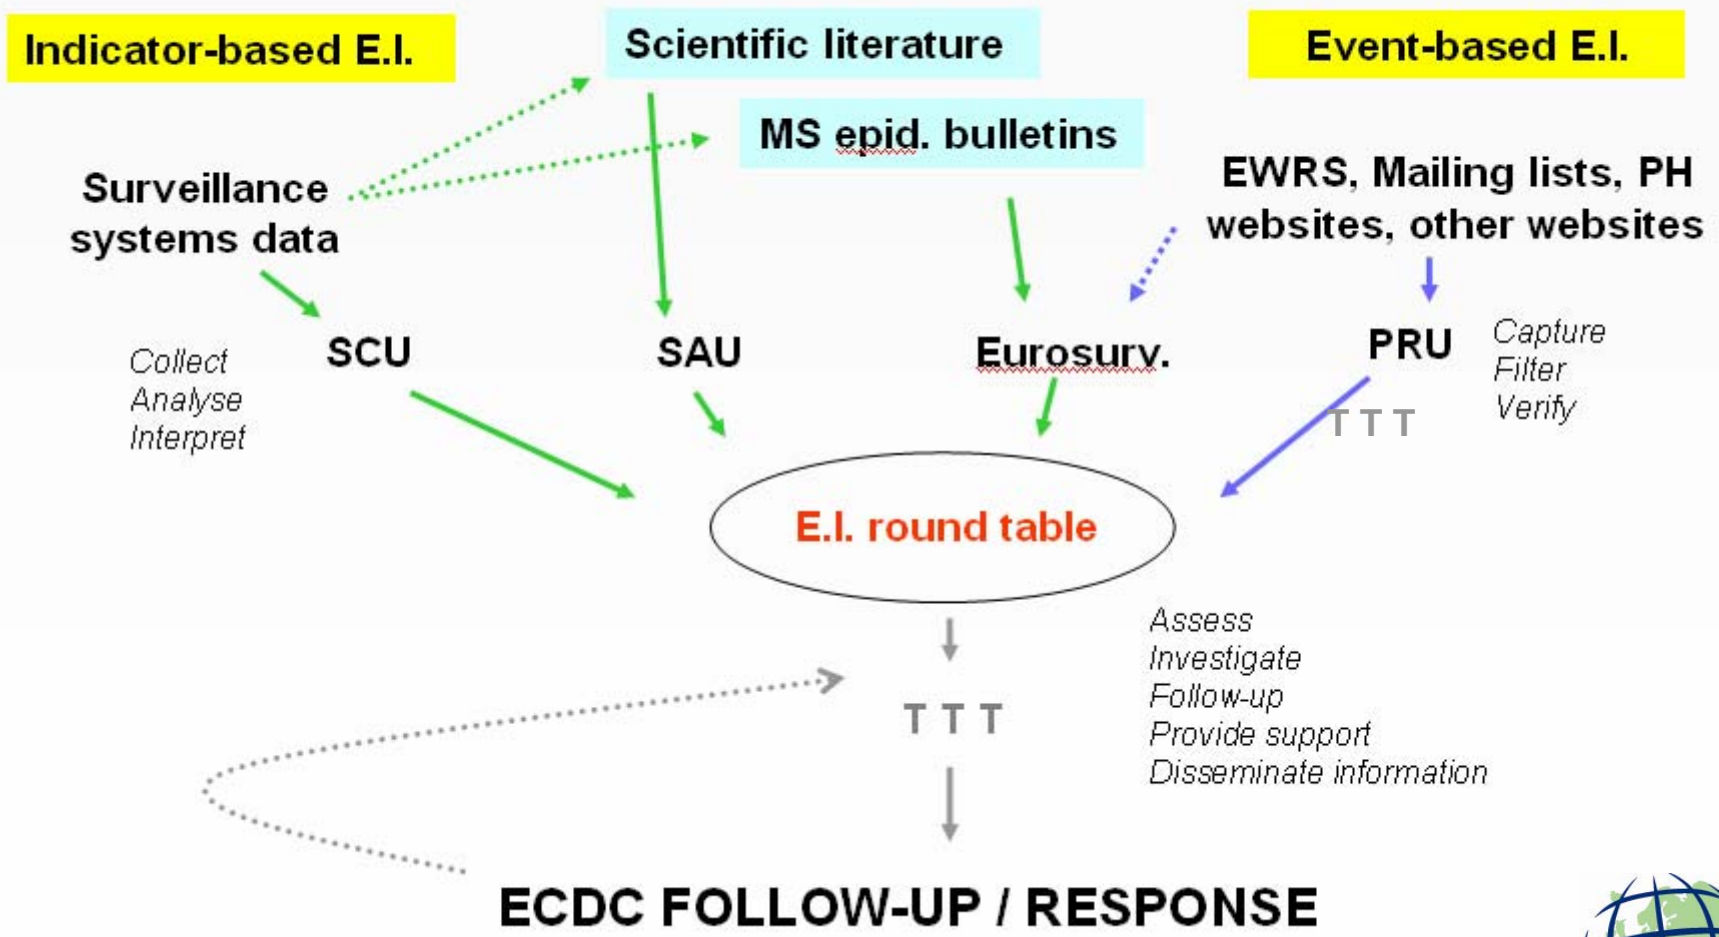 Indicator-based E.I.
Scientific literature
Event-based E.I.
MS epid. bulletins
Surveillance
systems data
EWRS, Mailing lists, PH
websites, other websites
SCU
SAU
Eurosurv.
PRU
Collect
Analyse
Interpret
Capture
Filter
Verify
T T T
E.I. round table
Assess
Investigate
Follow-up
Provide support
Disseminate information
T T T
ECDC FOLLOW-UP / RESPONSE